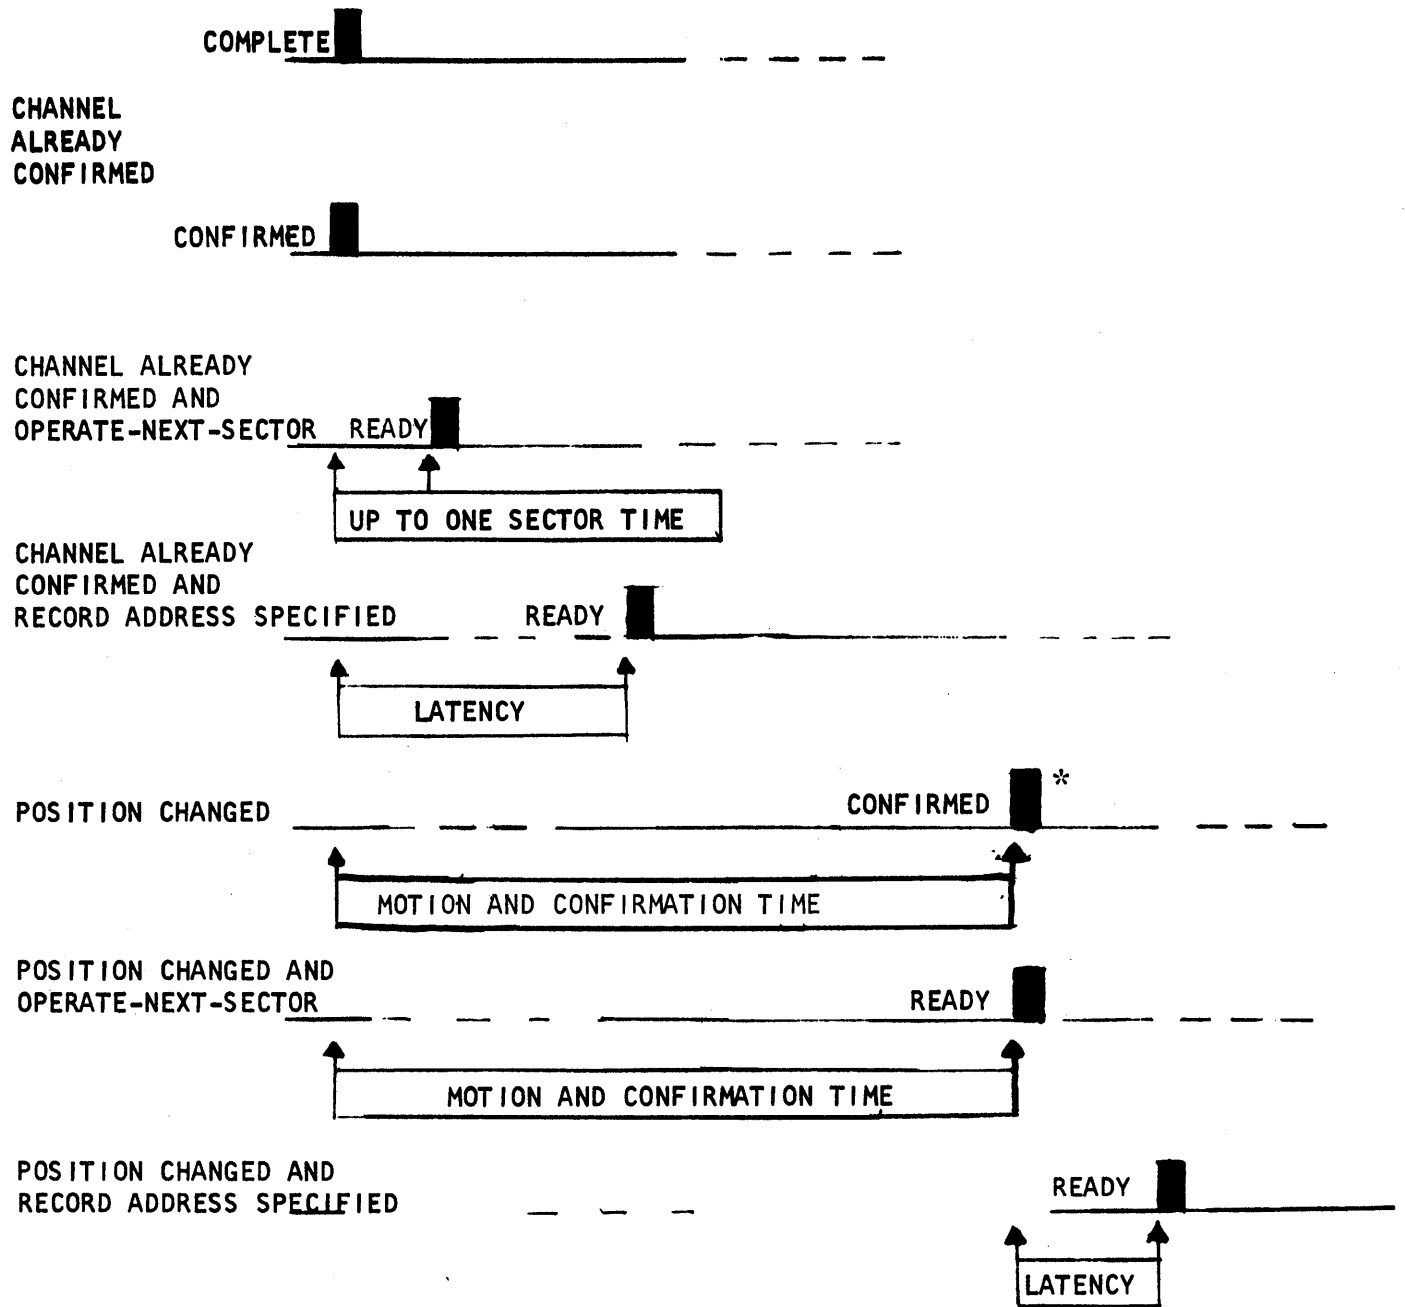 COMPLETE
CHANNEL
ALREADY
CONFIRMED
CONFIRMED
CHANNEL ALREADY
CONFIRMED AND
OPERATE-NEXT-SECTOR READY
UP TO ONE SECTOR TIME
CHANNEL ALREADY
CONFIRMED AND
RECORD ADDRESS SPECIFIED READY
LATENCY
CONFIRMED *
POSITION CHANGED
MOTION AND CONFIRMATION TIME
POSITION CHANGED AND
OPERATE-NEXT-SECTOR READY
MOTION AND CONFIRMATION TIME
POSITION CHANGED AND
RECORD ADDRESS SPECIFIED READY
LATENCY